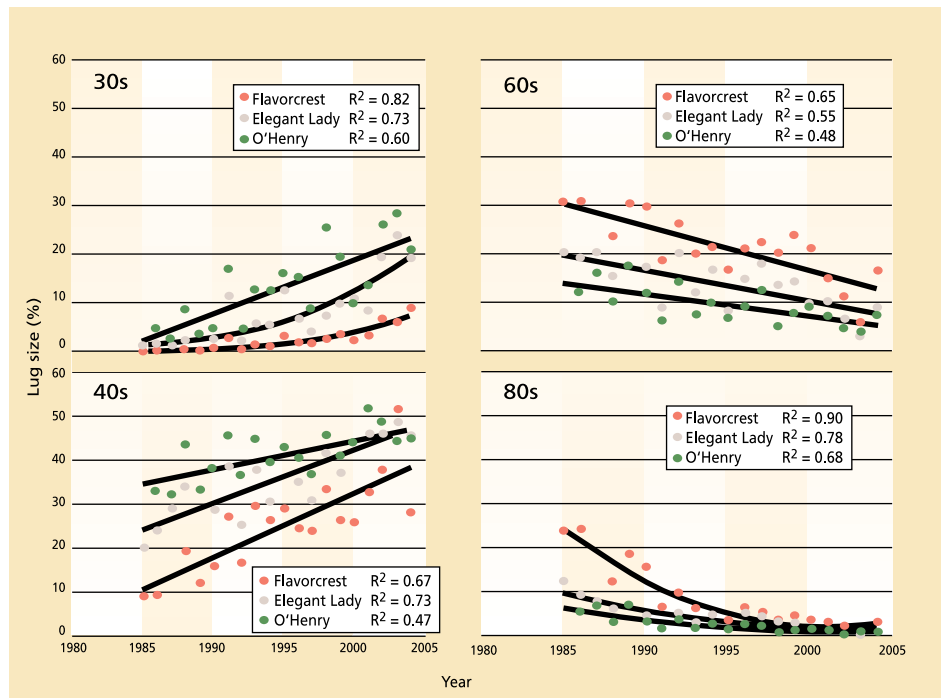 60
50
40
30
20
10
0
30s
Flavorcrest R² = 0.82
Elegant Lady R² = 0.73
O'Henry R² = 0.60
60s
Flavorcrest R² = 0.65
Elegant Lady R² = 0.55
O'Henry R² = 0.48
Lug size (%)
60
50
40
30
20
10
0
40s
Flavorcrest R² = 0.67
Elegant Lady R² = 0.73
O'Henry R² = 0.47
80s
Flavorcrest R² = 0.90
Elegant Lady R² = 0.78
O'Henry R² = 0.68
1980 1985 1990 1995 2000 2005
1980 1985 1990 1995 2000 2005
Year